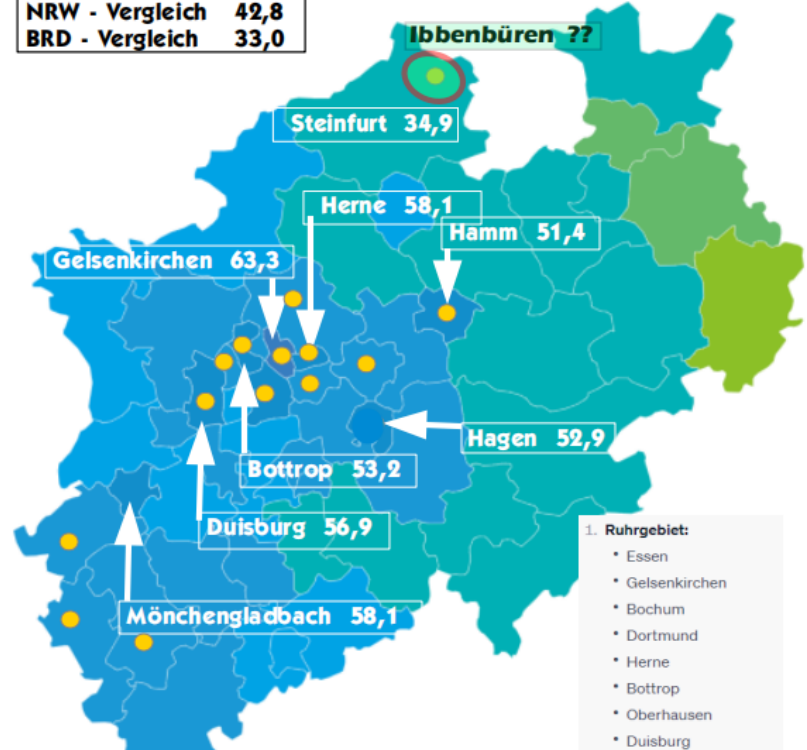 NRW - Vergleich 42,8
BRD - Vergleich 33,0
Ibbenbüren ??
Steinfurt 34,9
Herne 58,1
Hamm 51,4
Gelsenkirchen 63,3
Hagen 52,9
Bottrop 53,2
Duisburg 56,9
Mönchengladbach 58,1
1. Ruhrgebiet:
• Essen
• Gelsenkirchen
• Bochum
• Dortmund
• Herne
• Bottrop
• Oberhausen
• Duisburg